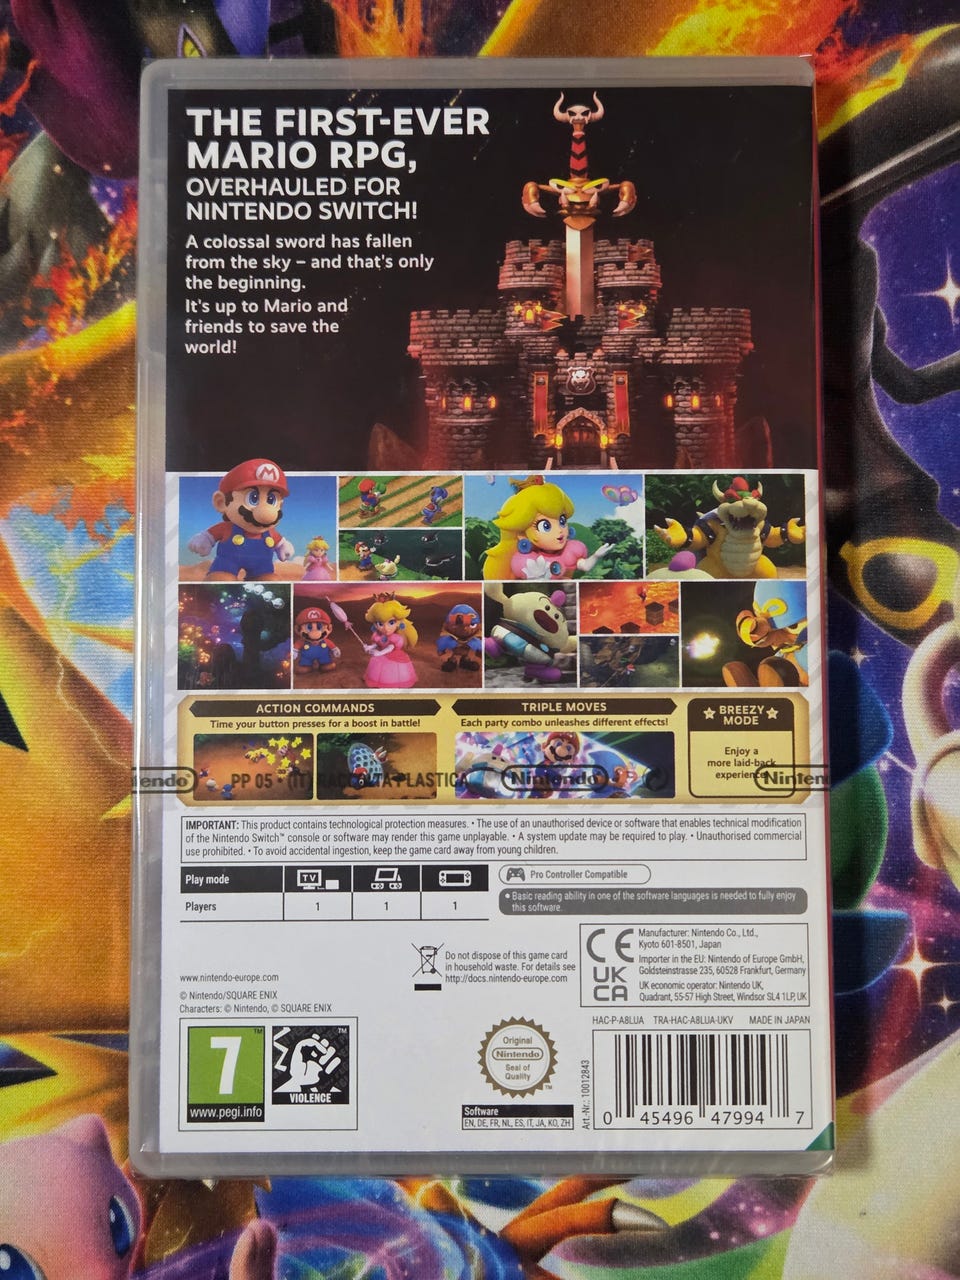 THE FIRST-EVER
MARIO RPG,
OVERHAULED FOR
NINTENDO SWITCH!
A colossal sword has fallen
from the sky – and that's only
the beginning.
It's up to Mario and
friends to save the
world!
ACTION COMMANDS
Time your button presses for a boost in battle!
TRIPLE MOVES
Each party combo unleashes different effects!
BREEZY
MODE
Enjoy a
more laid-back
experience
Nintendo PP 05 • (IT) RACCOLTA PLASTICA Nintendo Nintendo
IMPORTANT: This product contains technological protection measures. • The use of an unauthorised device or software that enables technical modification
of the Nintendo Switch™ console or software may render this game unplayable. • A system update may be required to play. • Unauthorised commercial
use prohibited. • To avoid accidental ingestion, keep the game card away from young children.
Play mode TV
Players 1 1 1
Pro Controller Compatible
• Basic reading ability in one of the software languages is needed to fully enjoy
this software.
Do not dispose of this game card
in household waste. For details see
http://docs.nintendo-europe.com
CE
UK
CA
Manufacturer: Nintendo Co., Ltd.,
Kyoto 601-8501, Japan
Importer in the EU: Nintendo of Europe GmbH,
Goldsteinstrasse 235, 60528 Frankfurt, Germany
UK economic operator: Nintendo UK,
Quadrant, 55-57 High Street, Windsor SL4 1LP, UK
www.nintendo-europe.com
© Nintendo/SQUARE ENIX
Characters: © Nintendo, © SQUARE ENIX
HAC-P-A8LUA TRA-HAC-A8LUA-UKV MADE IN JAPAN
7™
www.pegi.info
™
VIOLENCE
Original
Nintendo
Seal of
Quality
™
Software
EN, DE, FR, NL, ES, IT, JA, KO, ZH
Art.-Nr.: 10012843
0 45496 47994 7